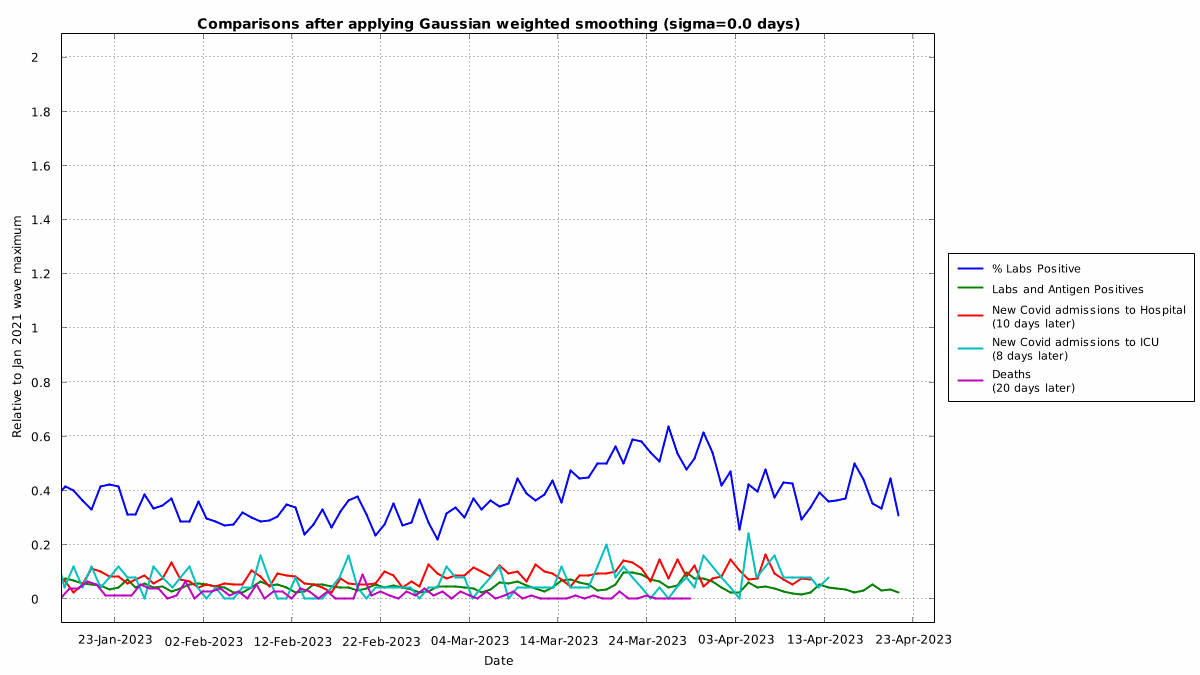 Comparisons after applying Gaussian weighted smoothing (sigma=0.0 days)
2
1.8
1.6
1.4
1.2
1
0.8
0.6
0.4
0.2
0
Relative to Jan 2021 wave maximum
23-Jan-2023
02-Feb-2023
12-Feb-2023
22-Feb-2023
04-Mar-2023
14-Mar-2023
24-Mar-2023
03-Apr-2023
13-Apr-2023
23-Apr-2023
Date
% Labs Positive
Labs and Antigen Positives
New Covid admissions to Hospital
(10 days later)
New Covid admissions to ICU
(8 days later)
Deaths
(20 days later)